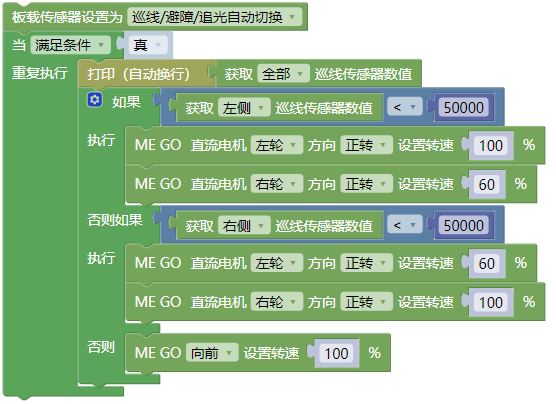 板载传感器设置为 巡线/避障/追光自动切换
当 满足条件 真
重复执行 打印（自动换行） 获取 全部 巡线传感器数值
如果 获取 左侧 巡线传感器数值 < 50000
执行 ME GO 直流电机 左轮 方向 正转 设置转速 100 %
ME GO 直流电机 右轮 方向 正转 设置转速 60 %
否则如果 获取 右侧 巡线传感器数值 < 50000
执行 ME GO 直流电机 左轮 方向 正转 设置转速 60 %
ME GO 直流电机 右轮 方向 正转 设置转速 100 %
否则 ME GO 向前 设置转速 100 %